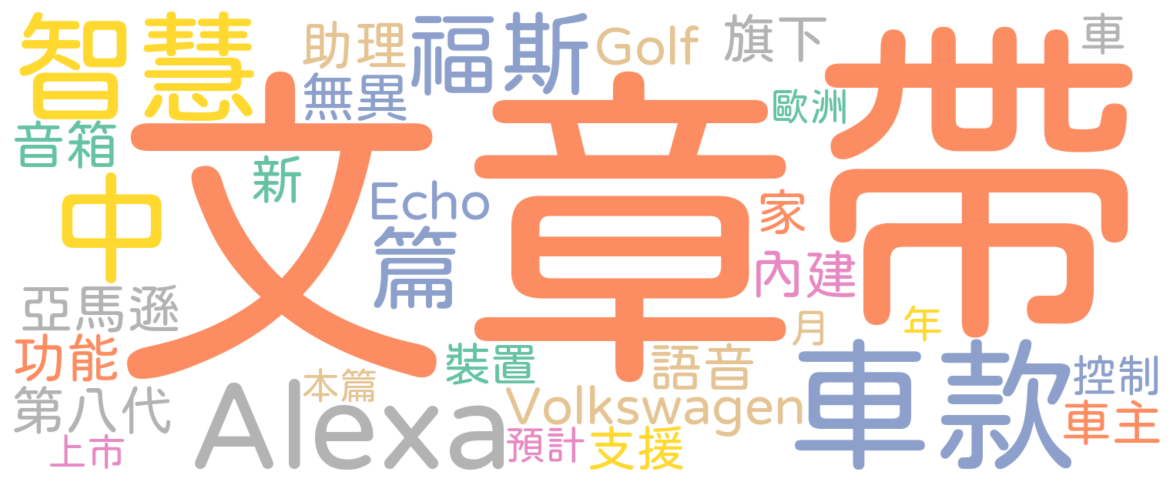 智慧
助理
福斯
Golf
旗下
車
無異
歐洲
文章帶
音箱
新
中
Echo
家
篇
內建
亞馬遜
月
年
功能
裝置
語音
車款
控制
第八代
本篇
Alexa
Volkswagen
車主
上市
預計
支援